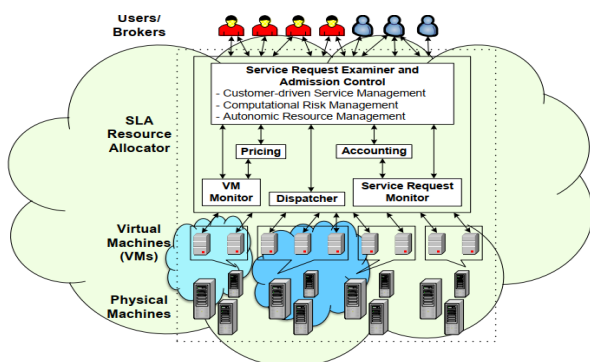 Users/
Brokers
Service Request Examiner and
Admission Control
- Customer-driven Service Management
- Computational Risk Management
- Autonomic Resource Management
SLA
Resource
Allocator
Pricing
Accounting
VM
Monitor
Dispatcher
Service Request
Monitor
Virtual
Machines
(VMs)
Physical
Machines